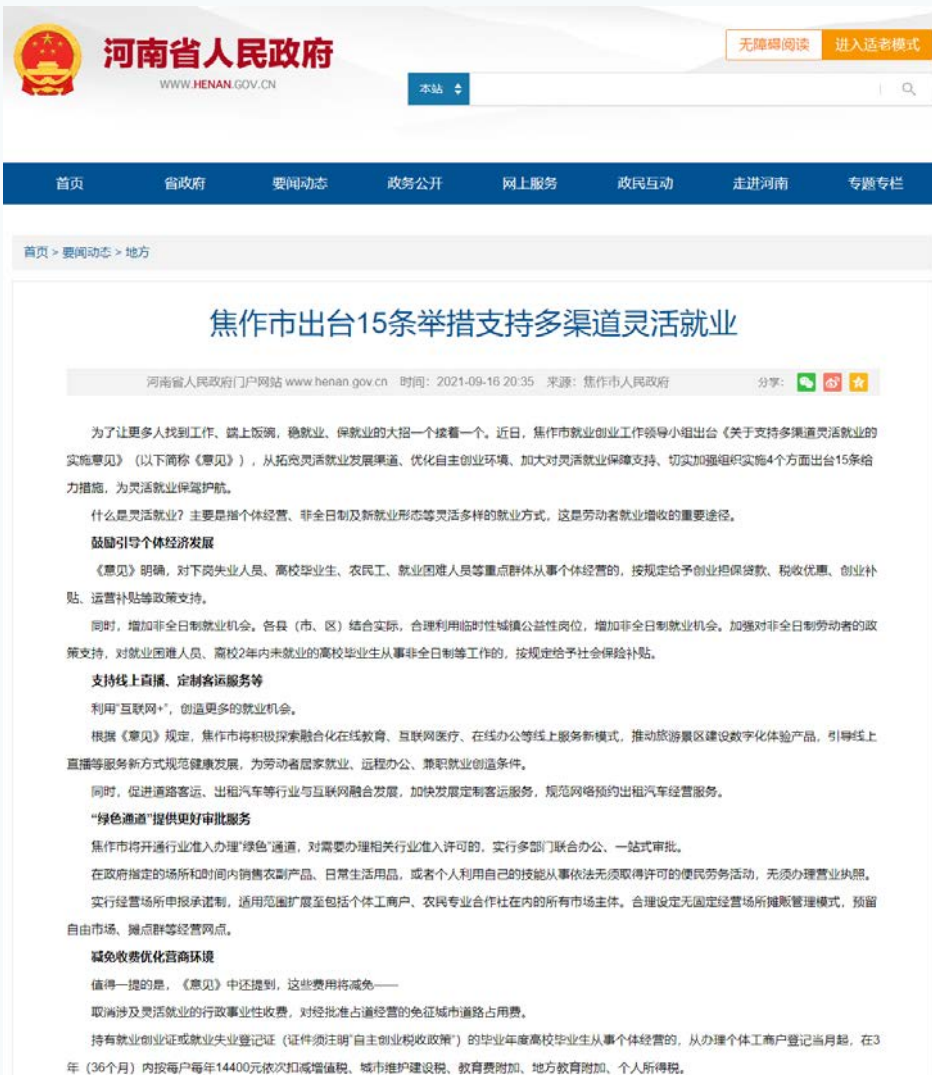 河南省人民政府
WWW.HENAN.GOV.CN
无障碍阅读 进入适老模式
本站
首页 省政府 要闻动态 政务公开 网上服务 政民互动 走进河南 专题专栏
首页 > 要闻动态 > 地方
焦作市出台15条举措支持多渠道灵活就业
河南省人民政府门户网站 www.henan.gov.cn 时间：2021-09-16 20:35 来源：焦作市人民政府 分享：
为了让更多人找到工作、端上饭碗，稳就业、保就业的大招一个接着一个。近日，焦作市就业创业工作领导小组出台《关于支持多渠道灵活就业的
实施意见》（以下简称《意见》），从拓宽灵活就业发展渠道、优化自主创业环境、加大对灵活就业保障支持、切实加强组织实施4个方面出台15条给
力措施，为灵活就业保驾护航。
什么是灵活就业？主要是指个体经营、非全日制及新就业形态等灵活多样的就业方式，这是劳动者就业增收的重要途径。
鼓励引导个体经济发展
《意见》明确，对下岗失业人员、高校毕业生、农民工、就业困难人员等重点群体从事个体经营的，按规定给予创业担保贷款、税收优惠、创业补
贴、运营补贴等政策支持。
同时，增加非全日制就业机会。各县（市、区）结合实际，合理利用临时性城镇公益性岗位，增加非全日制就业机会。加强对非全日制劳动者的政
策支持，对就业困难人员、离校2年内未就业的高校毕业生从事非全日制等工作的，按规定给予社会保险补贴。
支持线上直播、定制客运服务等
利用“互联网+”，创造更多的就业机会。
根据《意见》规定，焦作市将积极探索融合化在线教育、互联网医疗、在线办公等线上服务新模式，推动旅游景区建设数字化体验产品，引导线上
直播等服务新方式规范健康发展，为劳动者居家就业、远程办公、兼职就业创造条件。
同时，促进道路客运、出租汽车等行业与互联网融合发展，加快发展定制客运服务，规范网络预约出租汽车经营服务。
“绿色通道”提供更好审批服务
焦作市将开通行业准入办理“绿色”通道，对需要办理相关行业准入许可的，实行多部门联合办公、一站式审批。
在政府指定的场所和时间内销售农副产品、日常生活用品，或者个人利用自己的技能从事依法无须取得许可的便民劳务活动，无须办理营业执照。
实行经营场所申报承诺制，适用范围扩展至包括个体工商户、农民专业合作社在内的所有市场主体。合理设定无固定经营场所摊贩管理模式，预留
自由市场、摊点群等经营网点。
减免收费优化营商环境
值得一提的是，《意见》中还提到，这些费用将减免——
取消涉及灵活就业的行政事业性收费，对经批准占道经营的免征城市道路占用费。
持有就业创业证或就业失业登记证（证件须注明“自主创业税收政策”）的毕业年度高校毕业生从事个体经营的，从办理个体工商户登记当月起，在3
年（36个月）内按每户每年14400元依次扣减增值税、城市维护建设税、教育费附加、地方教育附加、个人所得税。